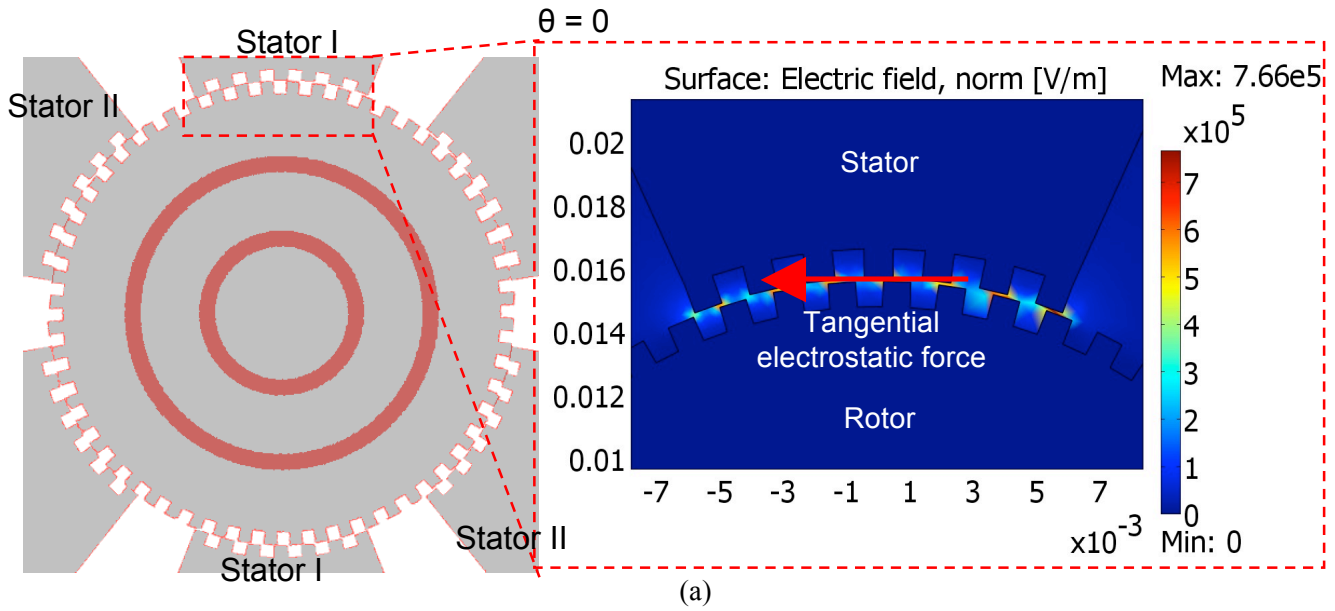 θ = 0
Stator I
Stator II
Surface: Electric field, norm [V/m]
Max: 7.66e5
x10^5
0.02
0.018
0.016
0.014
0.012
0.01
Stator
Tangential
electrostatic force
Rotor
7
6
5
4
3
2
1
0
-7 -5 -3 -1 1 3 5 7
x10^-3
Min: 0
Stator II
Stator I
(a)